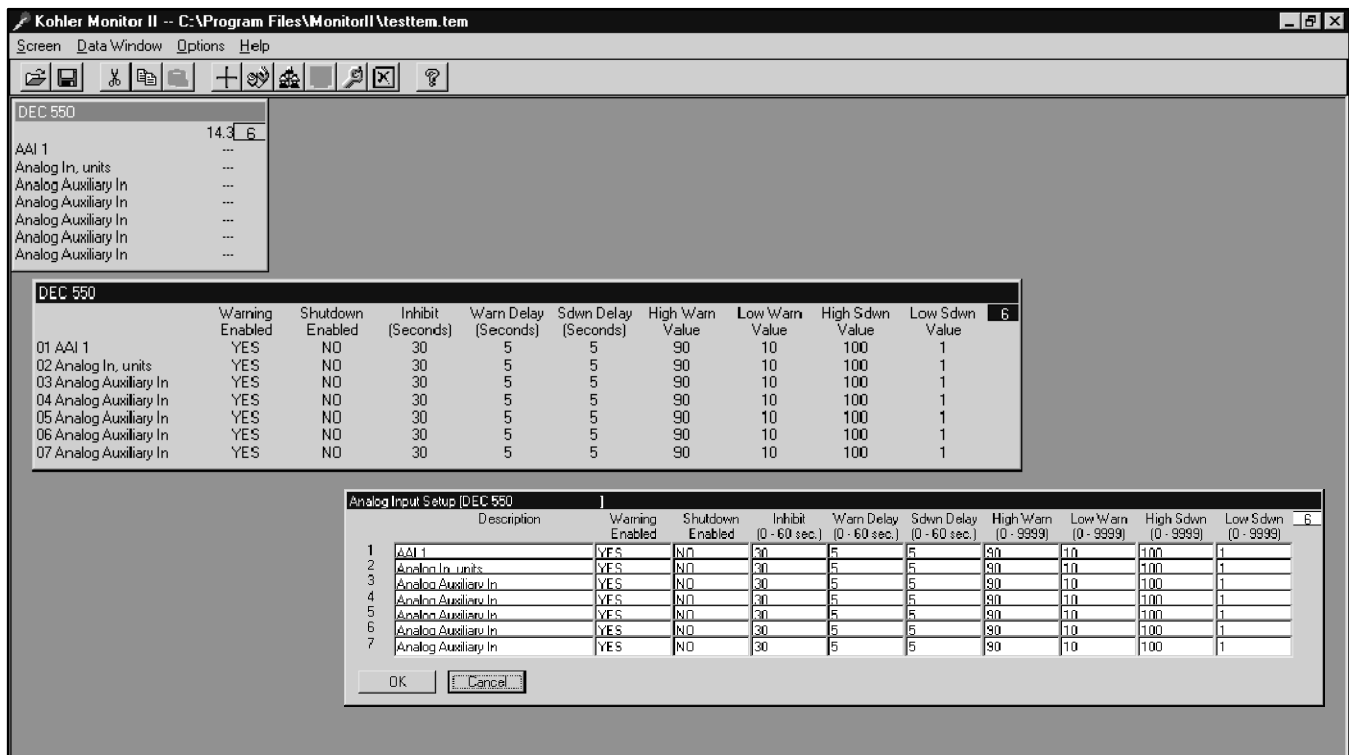 Kohler Monitor II -- C:\Program Files\MonitorII\testtem.tem
Screen Data Window Options Help
DEC 550
14.3 6
AAI 1 ---
Analog In, units ---
Analog Auxiliary In ---
Analog Auxiliary In ---
Analog Auxiliary In ---
Analog Auxiliary In ---
Analog Auxiliary In ---
DEC 550
Warning Shutdown Inhibit Warn Delay Sdwn Delay High Warn Low Warn High Sdwn Low Sdwn 6
Enabled Enabled (Seconds) (Seconds) (Seconds) Value Value Value Value
01 AAI 1 YES NO 30 5 5 90 10 100 1
02 Analog In, units YES NO 30 5 5 90 10 100 1
03 Analog Auxiliary In YES NO 30 5 5 90 10 100 1
04 Analog Auxiliary In YES NO 30 5 5 90 10 100 1
05 Analog Auxiliary In YES NO 30 5 5 90 10 100 1
06 Analog Auxiliary In YES NO 30 5 5 90 10 100 1
07 Analog Auxiliary In YES NO 30 5 5 90 10 100 1
Analog Input Setup [DEC 550 ]
Description Warning Shutdown Inhibit Warn Delay Sdwn Delay High Warn Low Warn High Sdwn Low Sdwn 6
Enabled Enabled (0 - 60 sec.) (0 - 60 sec.) (0 - 60 sec.) (0 - 9999) (0 - 9999) (0 - 9999) (0 - 9999)
1 AAI 1 YES NO 30 5 5 90 10 100 1
2 Analog In, units YES NO 30 5 5 90 10 100 1
3 Analog Auxiliary In YES NO 30 5 5 90 10 100 1
4 Analog Auxiliary In YES NO 30 5 5 90 10 100 1
5 Analog Auxiliary In YES NO 30 5 5 90 10 100 1
6 Analog Auxiliary In YES NO 30 5 5 90 10 100 1
7 Analog Auxiliary In YES NO 30 5 5 90 10 100 1
OK Cancel